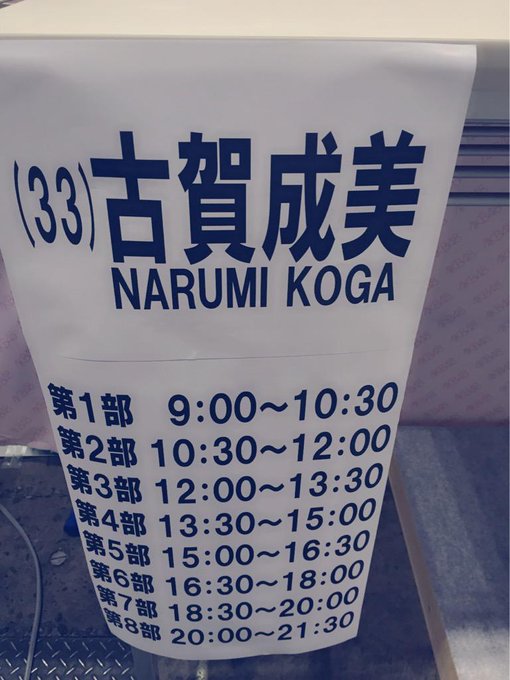 (33)古賀成美
NARUMI KOGA
第1部 9:00〜10:30
第2部 10:30〜12:00
第3部 12:00〜13:30
第4部 13:30〜15:00
第5部 15:00〜16:30
第6部 16:30〜18:00
第7部 18:30〜20:00
第8部 20:00〜21:30